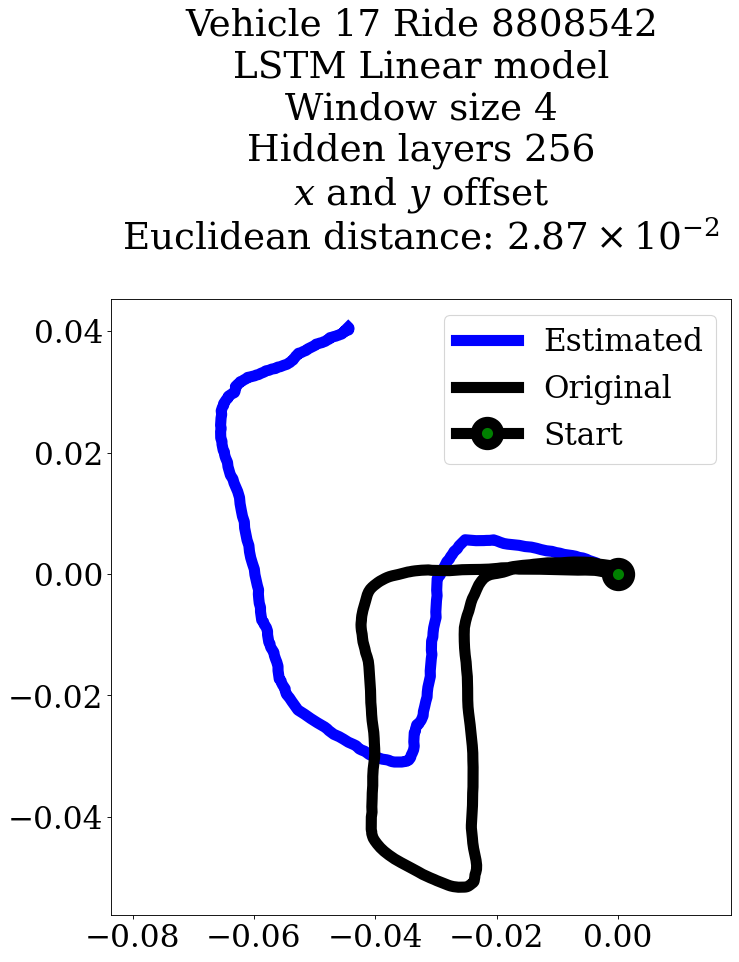 Vehicle 17 Ride 8808542
LSTM Linear model
Window size 4
Hidden layers 256
x and y offset
Euclidean distance: 2.87 × 10⁻²
Estimated
Original
Start
0.04
0.02
0.00
−0.02
−0.04
−0.08 −0.06 −0.04 −0.02 0.00